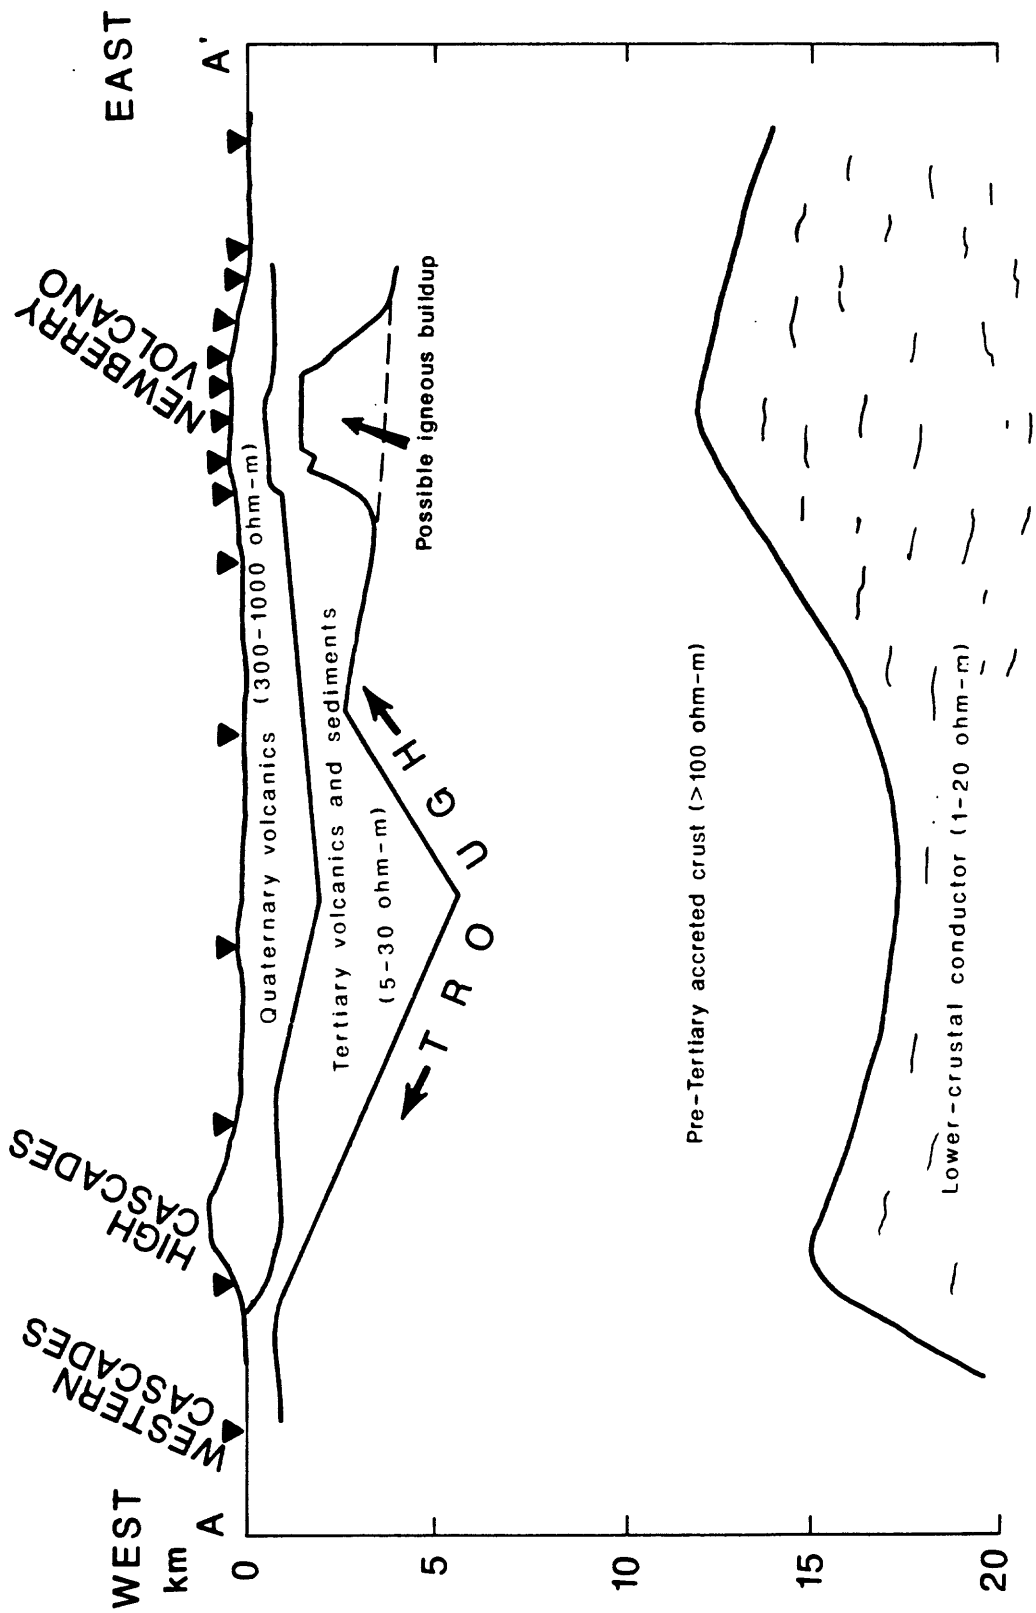 WEST
EAST
A
A'
km
WESTERN
CASCADES
HIGH
CASCADES
NEWBERRY
VOLCANO
0
5
10
15
20
Quaternary volcanics (300-1000 ohm-m)
Tertiary volcanics and sediments
(5-30 ohm-m)
TROUGH
Possible igneous buildup
Pre-Tertiary accreted crust (>100 ohm-m)
Lower-crustal conductor (1-20 ohm-m)